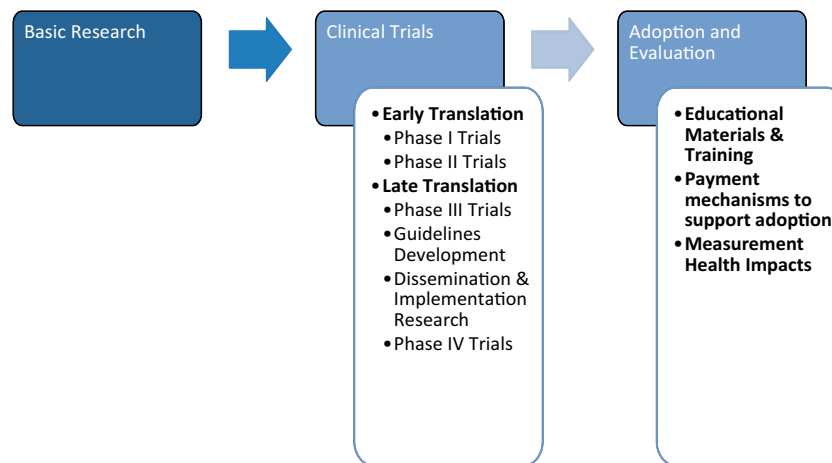 Basic Research
Clinical Trials
• Early Translation
• Phase I Trials
• Phase II Trials
• Late Translation
• Phase III Trials
• Guidelines
Development
• Dissemination &
Implementation
Research
• Phase IV Trials
Adoption and
Evaluation
• Educational
Materials &
Training
• Payment
mechanisms to
support adoption
• Measurement
Health Impacts